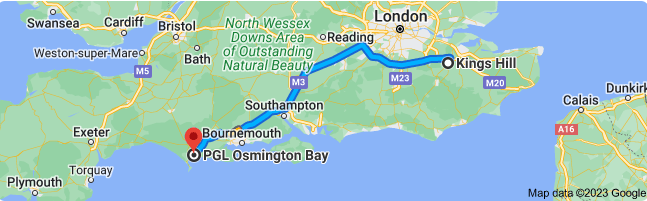 Swansea
Cardiff
Bristol
North Wessex
Downs Area
of Outstanding
Natural Beauty
London
Reading
Weston-super-Mare
Bath
Kings Hill
M5
M3
M23
M20
Southampton
Calais
Dunkir
A16
Exeter
Bournemouth
PGL Osmington Bay
Torquay
Plymouth
Map data ©2023 Google